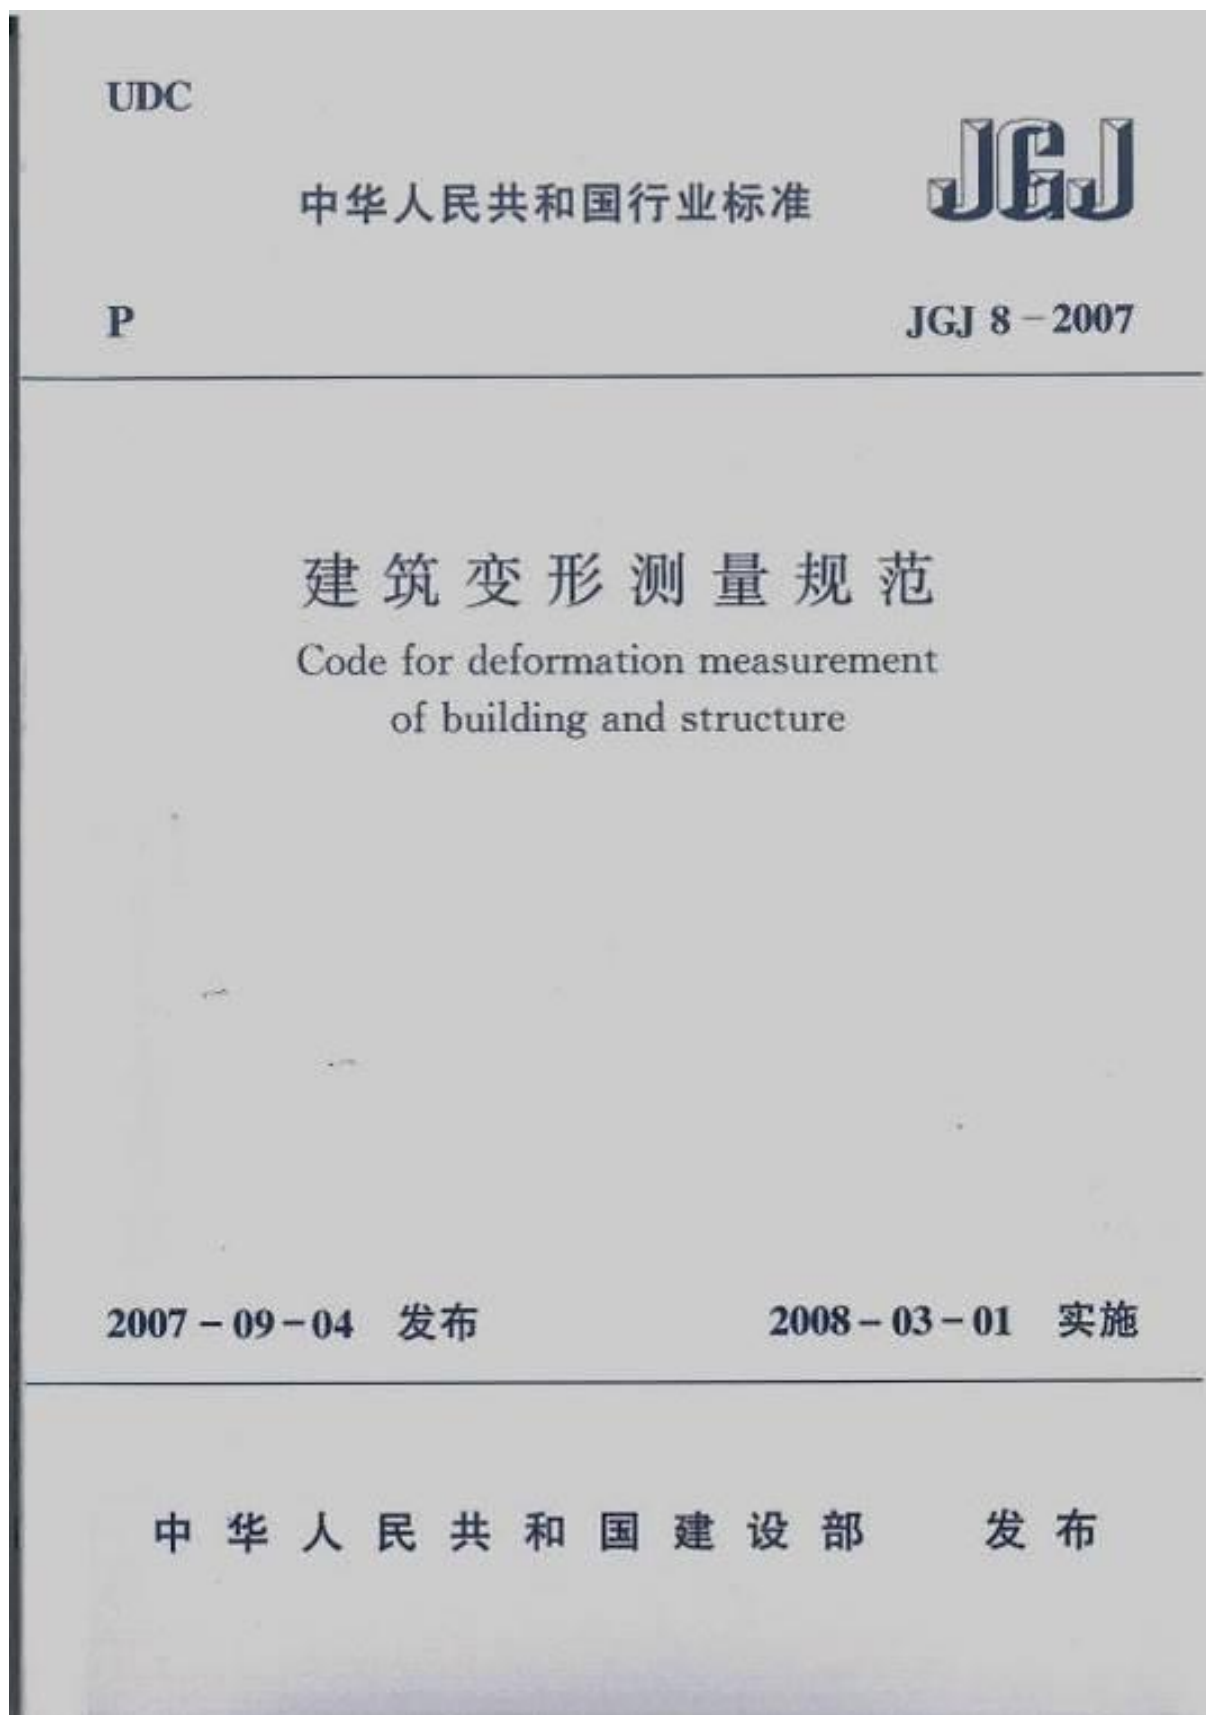 UDC
JGJ
中华人民共和国行业标准
P
JGJ 8－2007
建筑变形测量规范
Code for deformation measurement
of building and structure
2007－09－04 发布
2008－03－01 实施
中华人民共和国建设部 发布